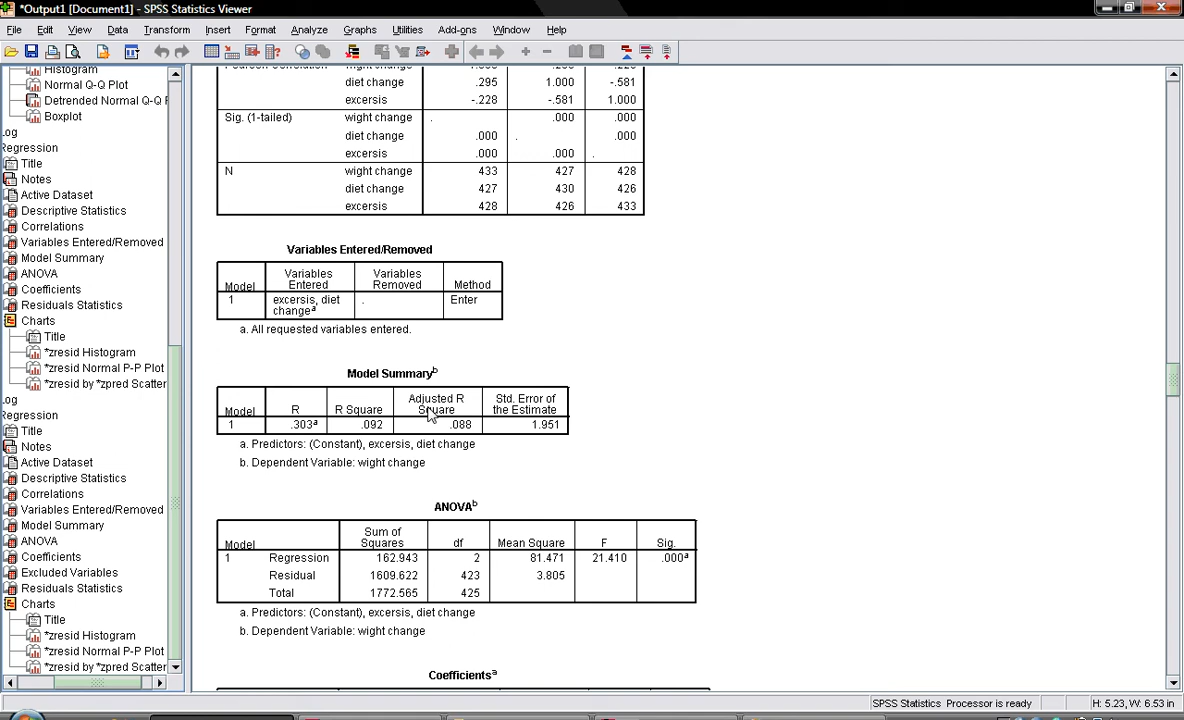 *Output1 [Document1] - SPSS Statistics Viewer
File Edit View Data Transform Insert Format Analyze Graphs Utilities Add-ons Window Help
Histogram
Normal Q-Q Plot
Detrended Normal Q-Q P
Boxplot
og
Regression
Title
Notes
Active Dataset
Descriptive Statistics
Correlations
Variables Entered/Removed
Model Summary
ANOVA
Coefficients
Residuals Statistics
Charts
Title
*zresid Histogram
*zresid Normal P-P Plot
*zresid by *zpred Scatter
og
Regression
Title
Notes
Active Dataset
Descriptive Statistics
Correlations
Variables Entered/Removed
Model Summary
ANOVA
Coefficients
Excluded Variables
Residuals Statistics
Charts
Title
*zresid Histogram
*zresid Normal P-P Plot
*zresid by *zpred Scatter
diet change .295 1.000 -.581
excersis -.228 -.581 1.000
Sig. (1-tailed) wight change . .000 .000
diet change .000 . .000
excersis .000 .000 .
N wight change 433 427 428
diet change 427 430 426
excersis 428 426 433
Variables Entered/Removed
Variables Variables
Model Entered Removed Method
1 excersis, diet . Enter
changeᵃ
a. All requested variables entered.
Model Summaryᵇ
Adjusted R Std. Error of
Model R R Square Square the Estimate
1 .303ᵃ .092 .088 1.951
a. Predictors: (Constant), excersis, diet change
b. Dependent Variable: wight change
ANOVAᵇ
Sum of
Model Squares df Mean Square F Sig.
1 Regression 162.943 2 81.471 21.410 .000ᵃ
Residual 1609.622 423 3.805
Total 1772.565 425
a. Predictors: (Constant), excersis, diet change
b. Dependent Variable: wight change
Coefficientsᵃ
SPSS Statistics Processor is ready H: 5.23, W: 6.53 in